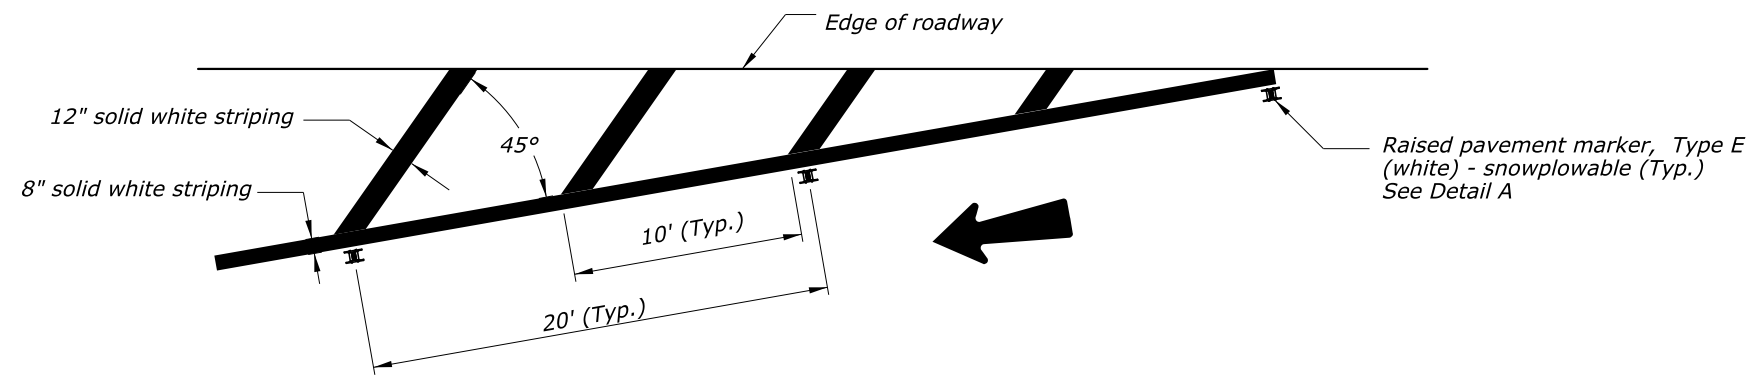 Edge of roadway
12" solid white striping
45°
Raised pavement marker, Type E
(white) - snowplowable (Typ.)
See Detail A
8" solid white striping
10' (Typ.)
20' (Typ.)